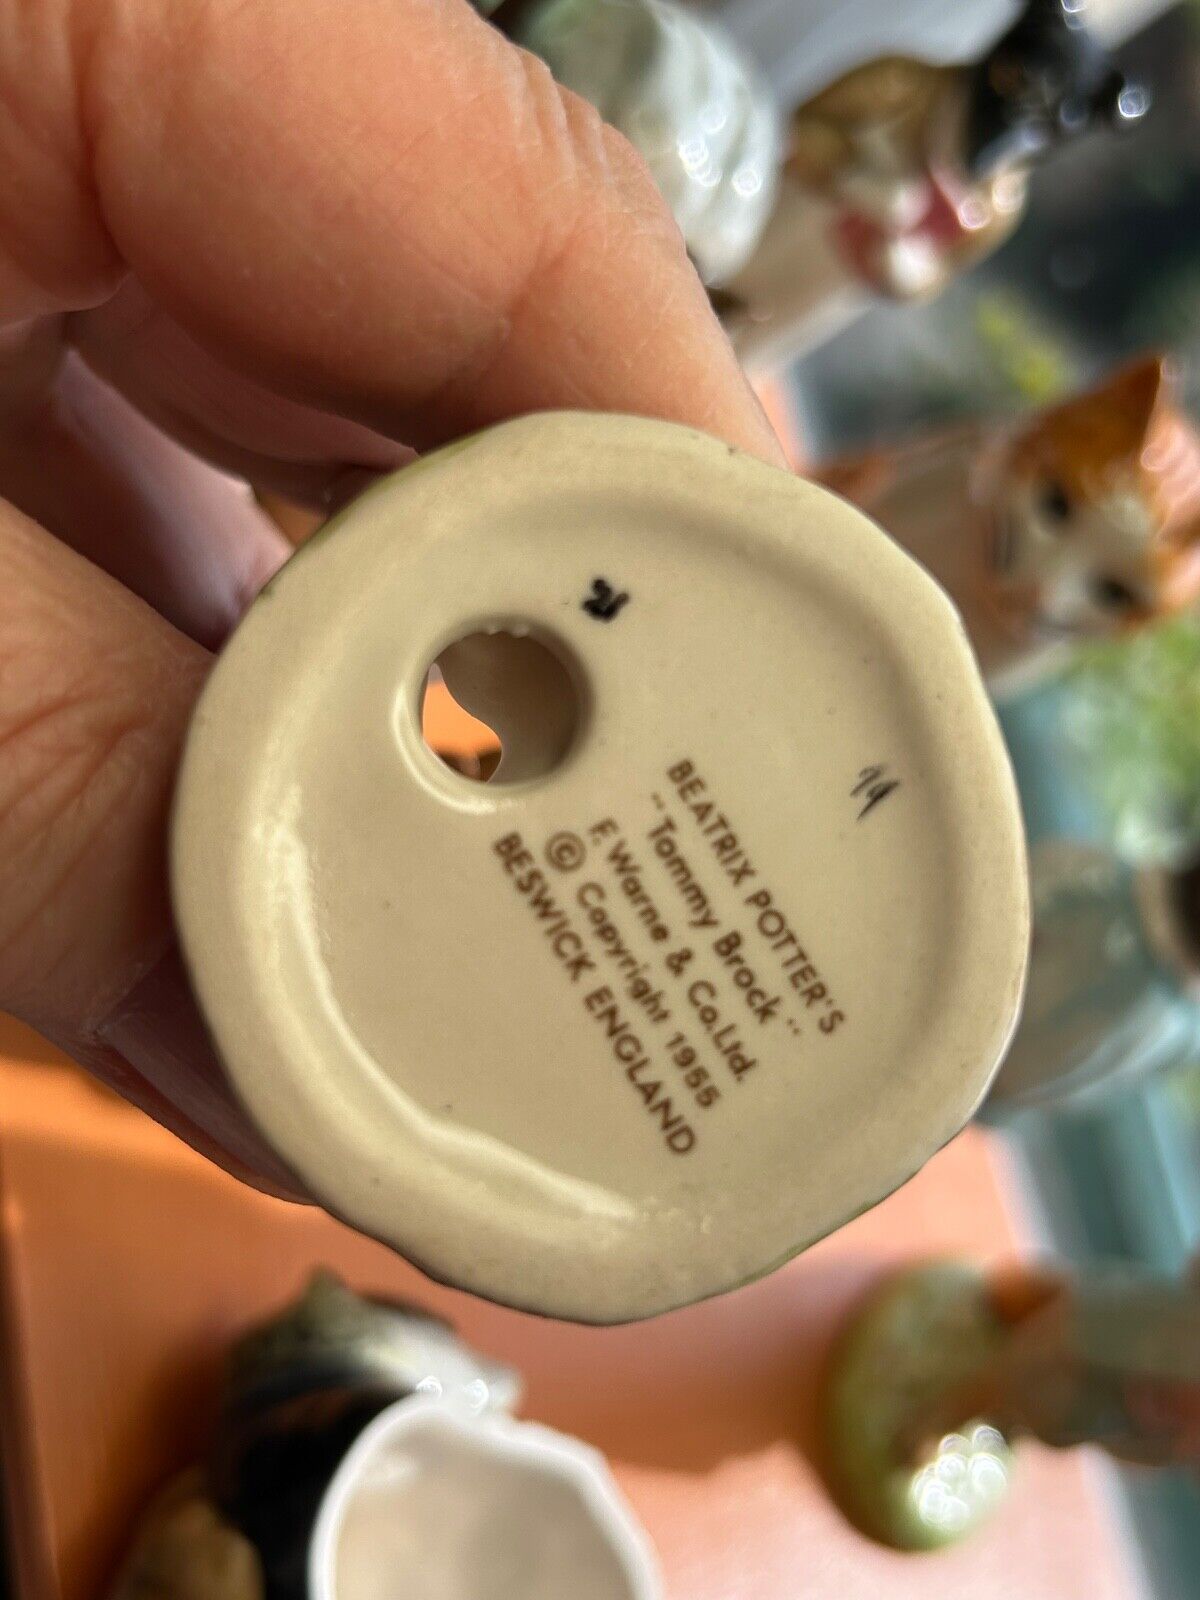 BEATRIX POTTER'S
"Tommy Brock"
F. Warne & Co.Ltd.
© Copyright 1955
BESWICK ENGLAND